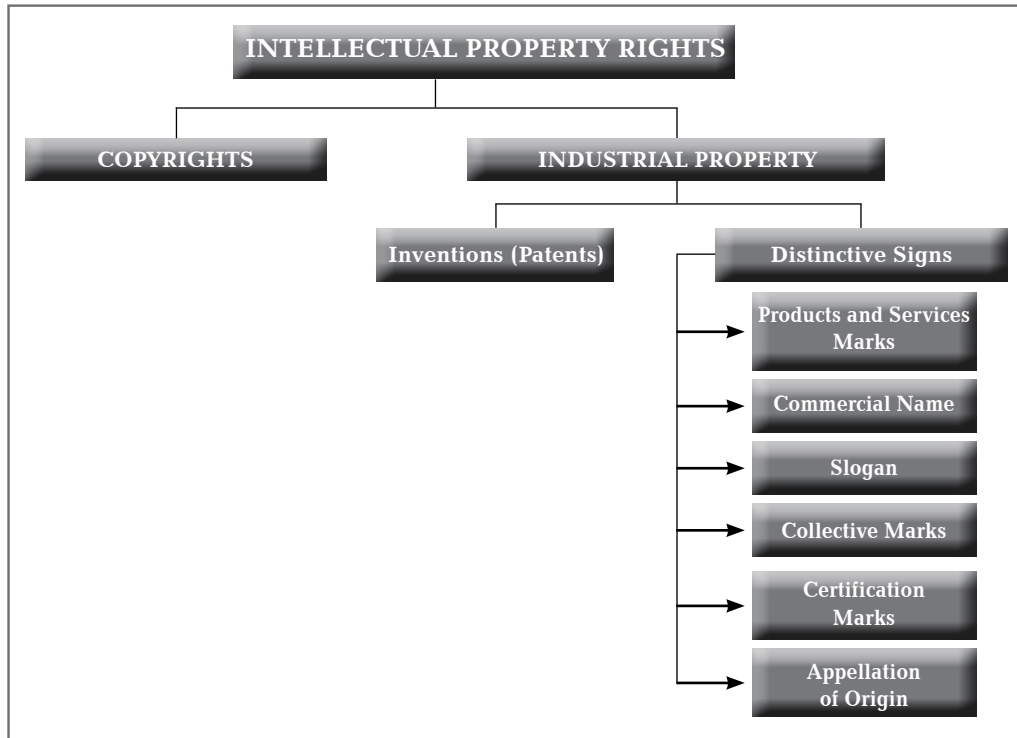 INTELLECTUAL PROPERTY RIGHTS
COPYRIGHTS
INDUSTRIAL PROPERTY
Inventions (Patents)
Distinctive Signs
Products and Services
Marks
Commercial Name
Slogan
Collective Marks
Certification
Marks
Appellation
of Origin